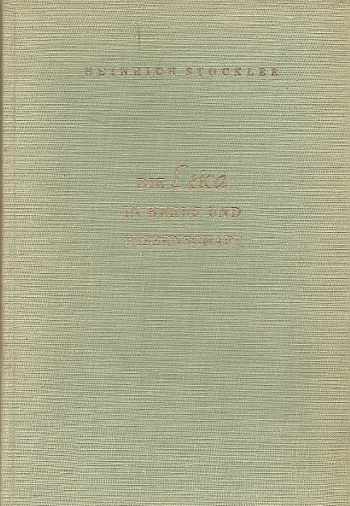 HEINRICH STÖCKLER
DIE Leica
IN BERUF UND
WISSENSCHAFT